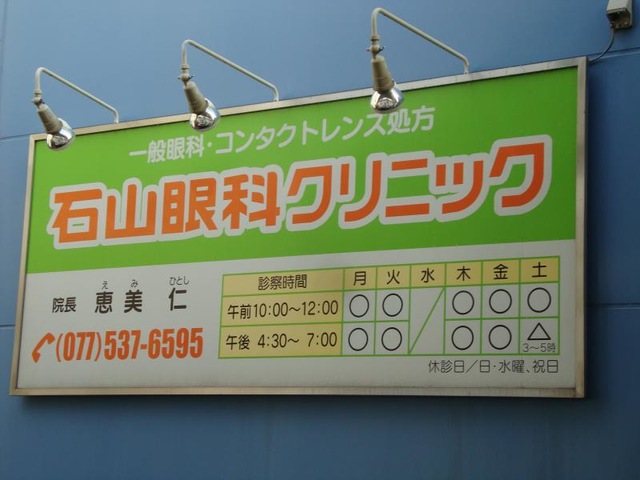 一般眼科・コンタクトレンズ処方
石山眼科クリニック
えみ ひとし
院長 恵美 仁
(077)537-6595
診察時間 月 火 水 木 金 土
午前10:00〜12:00 ○ ○ ／ ○ ○ ○
午後 4:30〜 7:00 ○ ○ ／ ○ ○ △
3〜5時
休診日／日・水曜、祝日